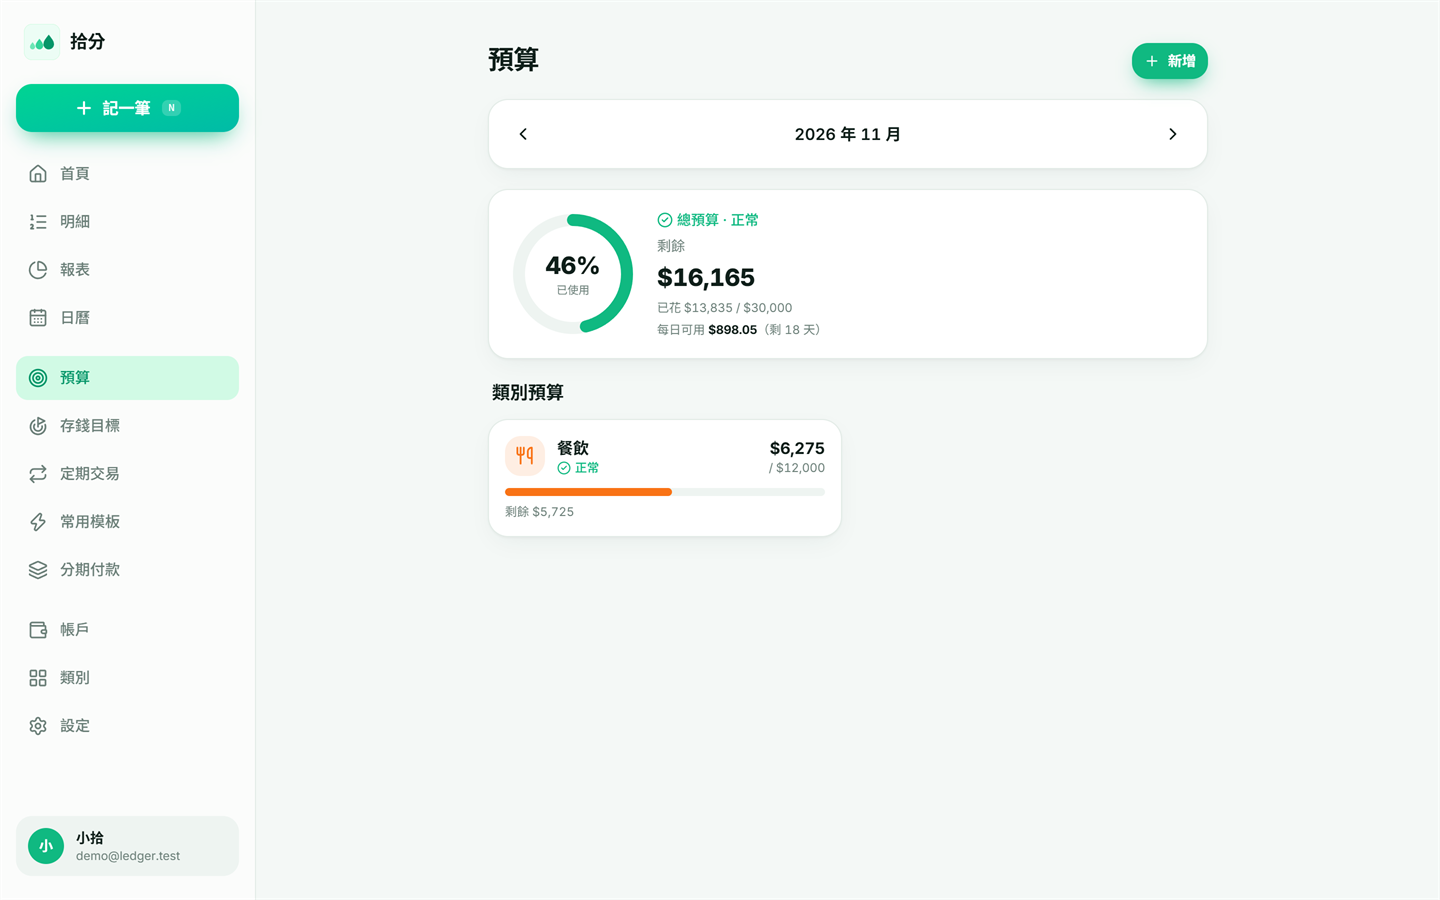 拾分
記一筆 N
首頁
明細
報表
日曆
預算
存錢目標
定期交易
常用模板
分期付款
帳戶
類別
設定
小
小拾
demo@ledger.test
預算
新增
2026 年 11 月
46%
已使用
總預算 · 正常
剩餘
$16,165
已花 $13,835 / $30,000
每日可用 $898.05（剩 18 天）
類別預算
餐飲
正常
$6,275
/ $12,000
剩餘 $5,725